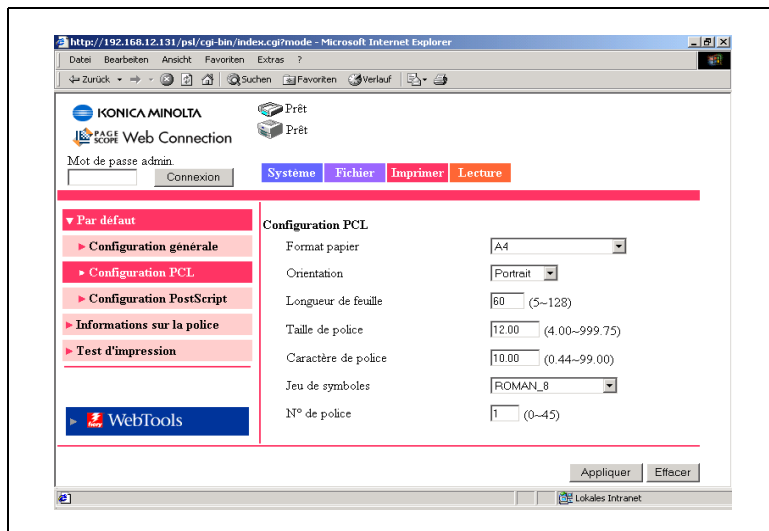 http://192.168.12.131/psl/cgi-bin/index.cgi?mode - Microsoft Internet Explorer
Datei Bearbeiten Ansicht Favoriten Extras ?
Zurück Suchen Favoriten Verlauf
KONICA MINOLTA
Prêt
PAGE SCOPE Web Connection
Prêt
Mot de passe admin.
Connexion
Système Fichier Imprimer Lecture
Par défaut
Configuration générale
Configuration PCL
Configuration PostScript
Informations sur la police
Test d'impression
fiery WebTools
Configuration PCL
Format papier A4
Orientation Portrait
Longueur de feuille 60 (5~128)
Taille de police 12.00 (4.00~999.75)
Caractère de police 10.00 (0.44~99.00)
Jeu de symboles ROMAN_8
N° de police 1 (0~45)
Appliquer Effacer
Lokales Intranet